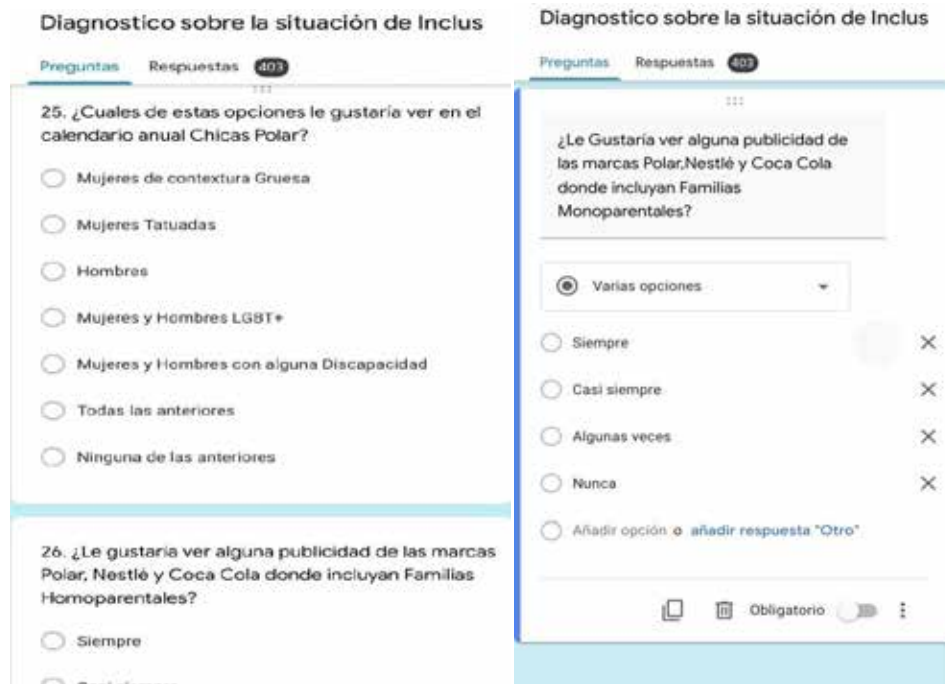 Diagnostico sobre la situación de Inclus
Preguntas Respuestas 403
25. ¿Cuales de estas opciones le gustaría ver en el
calendario anual Chicas Polar?
Mujeres de contextura Gruesa
Mujeres Tatuadas
Hombres
Mujeres y Hombres LGBT+
Mujeres y Hombres con alguna Discapacidad
Todas las anteriores
Ninguna de las anteriores
26. ¿Le gustaria ver alguna publicidad de las marcas
Polar, Nestlé y Coca Cola donde incluyan Familias
Homoparentales?
Siempre
Diagnostico sobre la situación de Inclus
Preguntas Respuestas 403
¿Le Gustaría ver alguna publicidad de
las marcas Polar,Nestlé y Coca Cola
donde incluyan Familias
Monoparentales?
Varias opciones
Siempre
Casi siempre
Algunas veces
Nunca
Añadir opción o añadir respuesta "Otro"
Obligatorio